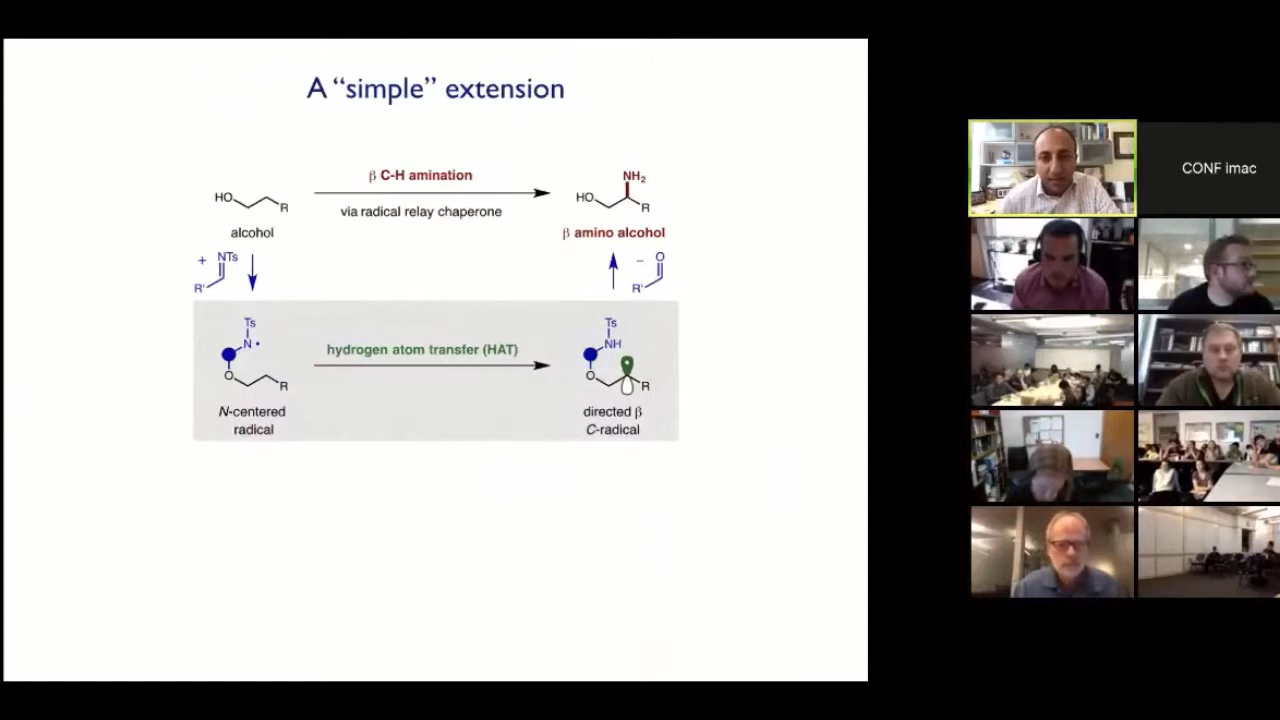 A “simple” extension
β C-H amination
via radical relay chaperone
HO
R
alcohol
NH₂
HO
R
β amino alcohol
+ NTs
R'
– O
R'
Ts
N •
O
R
N-centered
radical
hydrogen atom transfer (HAT)
Ts
NH
O
R
directed β
C-radical
CONF imac